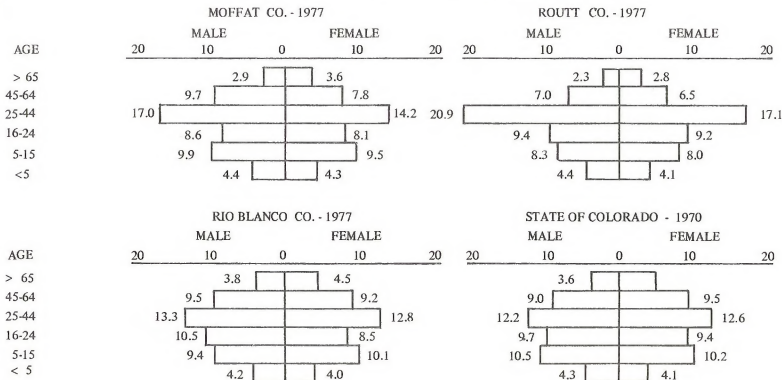 MOFFAT CO. - 1977
ROUTT CO. - 1977
MALE FEMALE MALE FEMALE
AGE 20 10 0 10 20 20 10 0 10 20
> 65 2.9 3.6 2.3 2.8
45-64 9.7 7.8 7.0 6.5
25-44 17.0 14.2 20.9 17.1
16-24 8.6 8.1 9.4 9.2
5-15 9.9 9.5 8.3 8.0
<5 4.4 4.3 4.4 4.1
RIO BLANCO CO. - 1977
STATE OF COLORADO - 1970
MALE FEMALE MALE FEMALE
AGE 20 10 0 10 20 20 10 0 10 20
> 65 3.8 4.5 3.6
45-64 9.5 9.2 9.0 9.5
25-44 13.3 12.8 12.2 12.6
16-24 10.5 8.5 9.7 9.4
5-15 9.4 10.1 10.5 10.2
< 5 4.2 4.0 4.3 4.1